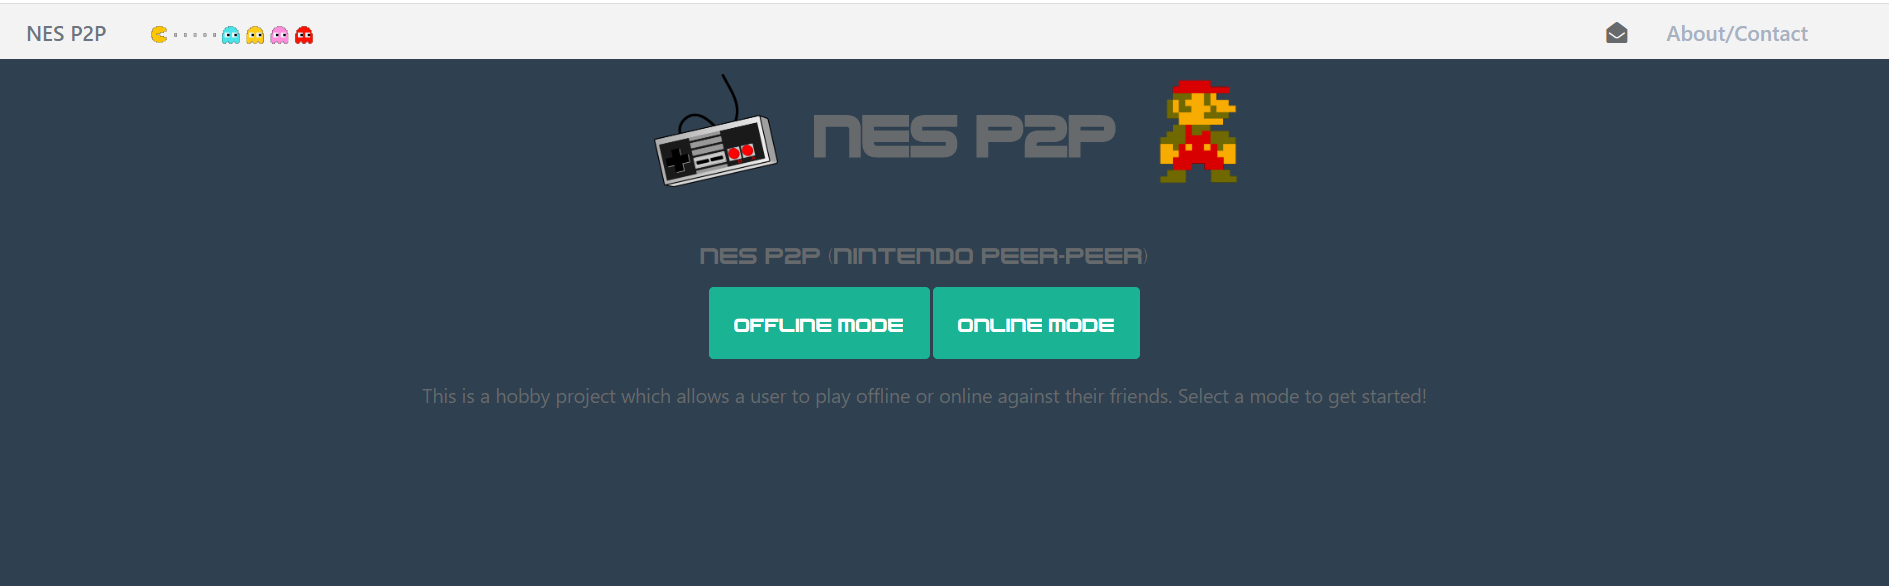 NES P2P
About/Contact
NES P2P
NES P2P (NINTENDO PEER-PEER)
OFFLINE MODE
ONLINE MODE
This is a hobby project which allows a user to play offline or online against their friends. Select a mode to get started!